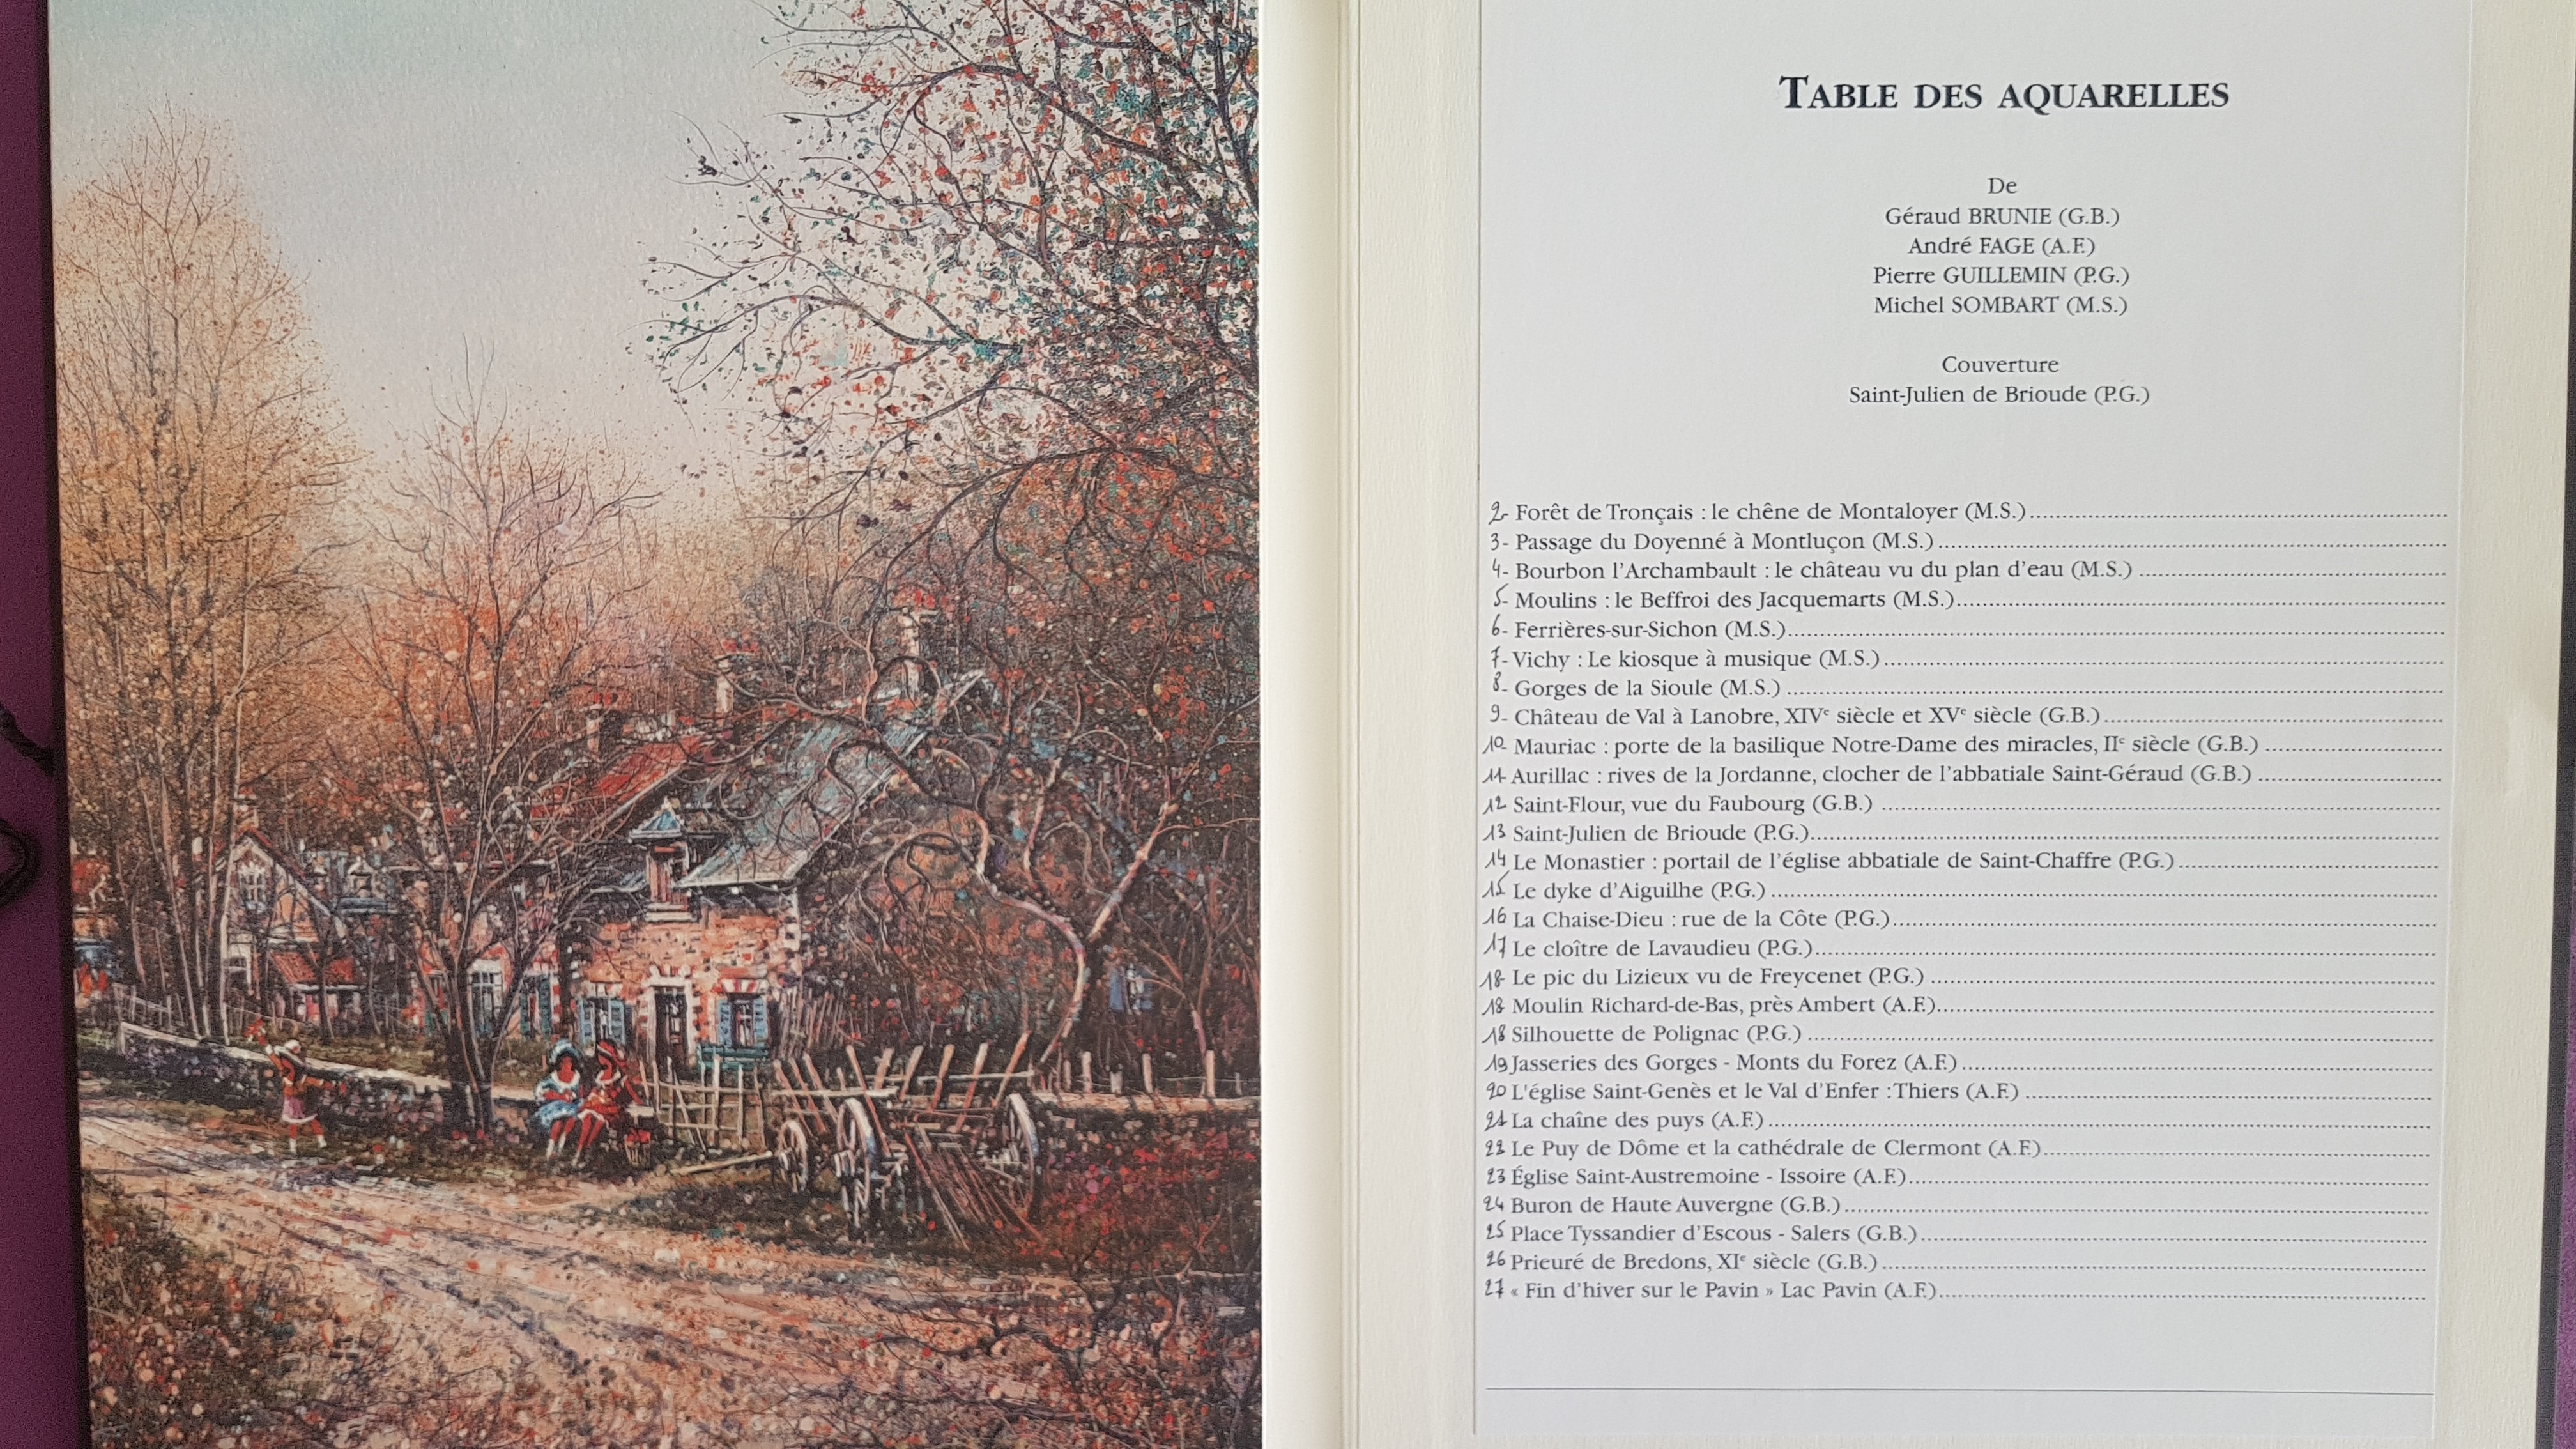 TABLE DES AQUARELLES
De
Géraud BRUNIE (G.B.)
André FAGE (A.F.)
Pierre GUILLEMIN (P.G.)
Michel SOMBART (M.S.)
Couverture
Saint-Julien de Brioude (P.G.)
2- Forêt de Tronçais : le chêne de Montaloyer (M.S.)
3- Passage du Doyenné à Montluçon (M.S.)
4- Bourbon l'Archambault : le château vu du plan d'eau (M.S.)
5- Moulins : le Beffroi des Jacquemarts (M.S.)
6- Ferrières-sur-Sichon (M.S.)
7- Vichy : Le kiosque à musique (M.S.)
8- Gorges de la Sioule (M.S.)
9- Château de Val à Lanobre, XIVe siècle et XVe siècle (G.B.)
10- Mauriac : porte de la basilique Notre-Dame des miracles, IIe siècle (G.B.)
11- Aurillac : rives de la Jordanne, clocher de l'abbatiale Saint-Géraud (G.B.)
12 Saint-Flour, vue du Faubourg (G.B.)
13 Saint-Julien de Brioude (P.G.)
14 Le Monastier : portail de l'église abbatiale de Saint-Chaffre (P.G.)
15 Le dyke d'Aiguilhe (P.G.)
16 La Chaise-Dieu : rue de la Côte (P.G.)
17 Le cloître de Lavaudieu (P.G.)
18- Le pic du Lizieux vu de Freycenet (P.G.)
18 Moulin Richard-de-Bas, près Ambert (A.F.)
18 Silhouette de Polignac (P.G.)
19 Jasseries des Gorges - Monts du Forez (A.F.)
20 L'église Saint-Genès et le Val d'Enfer : Thiers (A.F.)
21 La chaîne des puys (A.F.)
22 Le Puy de Dôme et la cathédrale de Clermont (A.F.)
23 Église Saint-Austremoine - Issoire (A.F.)
24 Buron de Haute Auvergne (G.B.)
25 Place Tyssandier d'Escous - Salers (G.B.)
26 Prieuré de Bredons, XIe siècle (G.B.)
27 « Fin d'hiver sur le Pavin » Lac Pavin (A.F.)